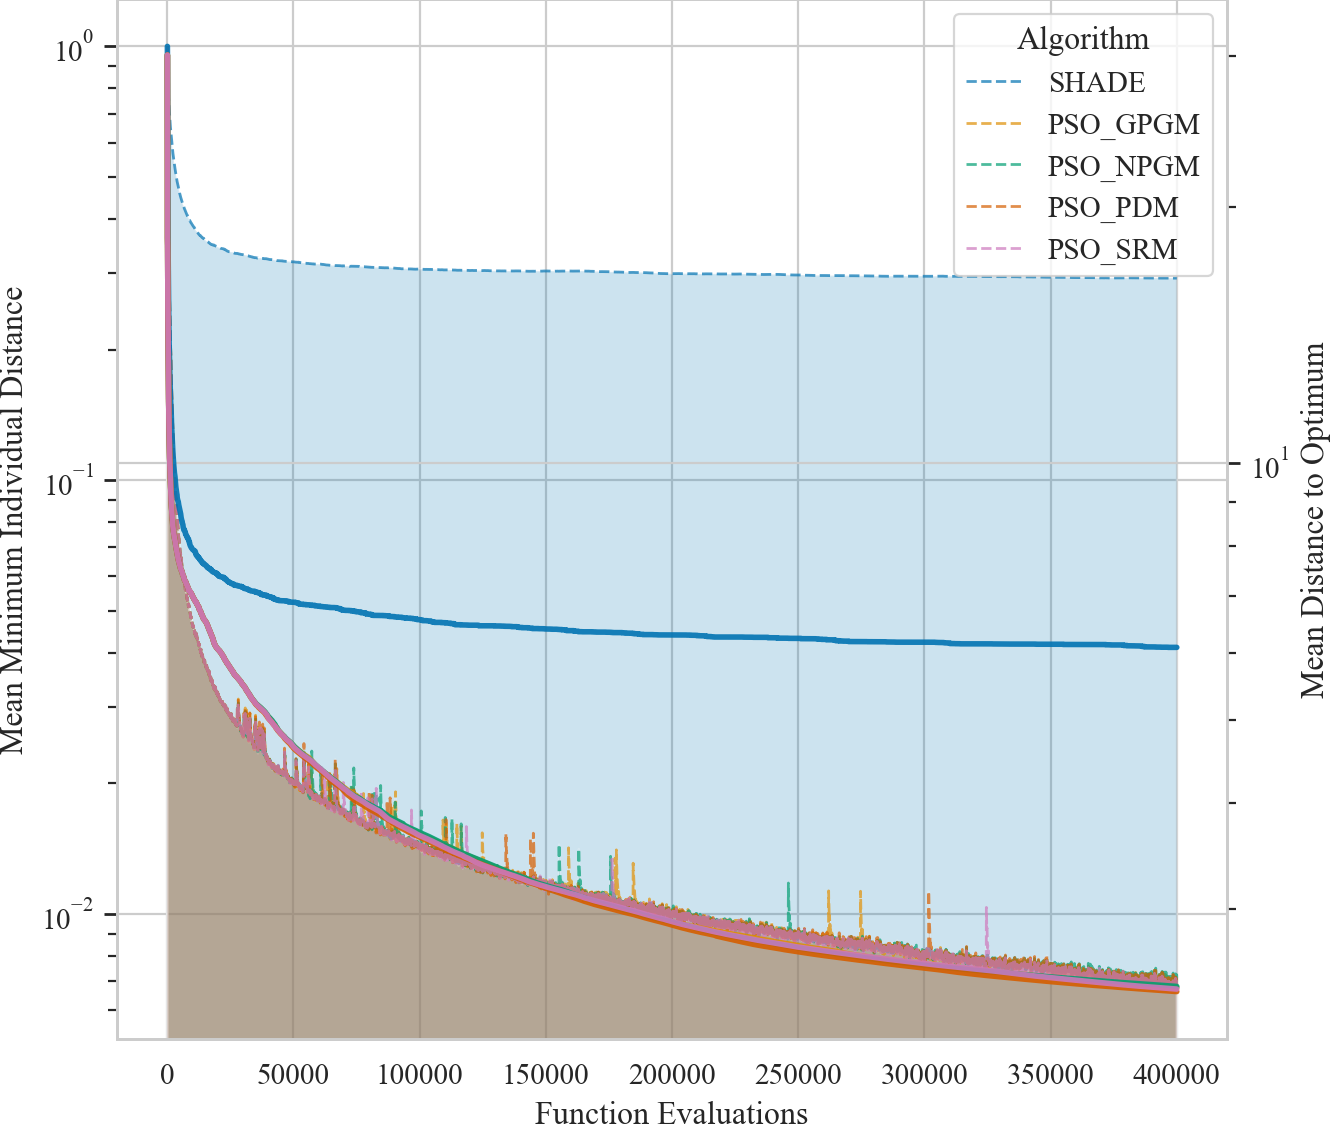 Algorithm
SHADE
PSO_GPGM
PSO_NPGM
PSO_PDM
PSO_SRM
10^0
10^−1
10^−2
Mean Minimum Individual Distance
10^1
Mean Distance to Optimum
0 50000 100000 150000 200000 250000 300000 350000 400000
Function Evaluations